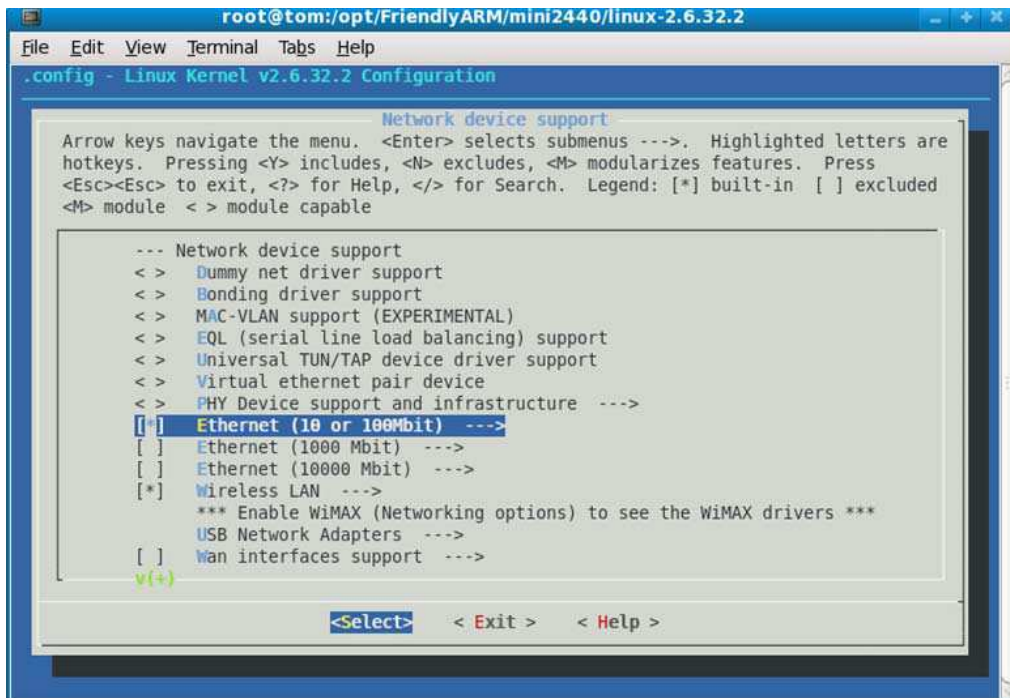 root@tom:/opt/FriendlyARM/mini2440/linux-2.6.32.2
File Edit View Terminal Tabs Help
.config - Linux Kernel v2.6.32.2 Configuration
Network device support
Arrow keys navigate the menu. <Enter> selects submenus --->. Highlighted letters are
hotkeys. Pressing <Y> includes, <N> excludes, <M> modularizes features. Press
<Esc><Esc> to exit, <?> for Help, </> for Search. Legend: [*] built-in [ ] excluded
<M> module < > module capable
--- Network device support
< > Dummy net driver support
< > Bonding driver support
< > MAC-VLAN support (EXPERIMENTAL)
< > EQL (serial line load balancing) support
< > Universal TUN/TAP device driver support
< > Virtual ethernet pair device
< > PHY Device support and infrastructure --->
[*] Ethernet (10 or 100Mbit) --->
[ ] Ethernet (1000 Mbit) --->
[ ] Ethernet (10000 Mbit) --->
[*] Wireless LAN --->
*** Enable WiMAX (Networking options) to see the WiMAX drivers ***
USB Network Adapters --->
[ ] Wan interfaces support --->
v(+)
<Select> < Exit > < Help >